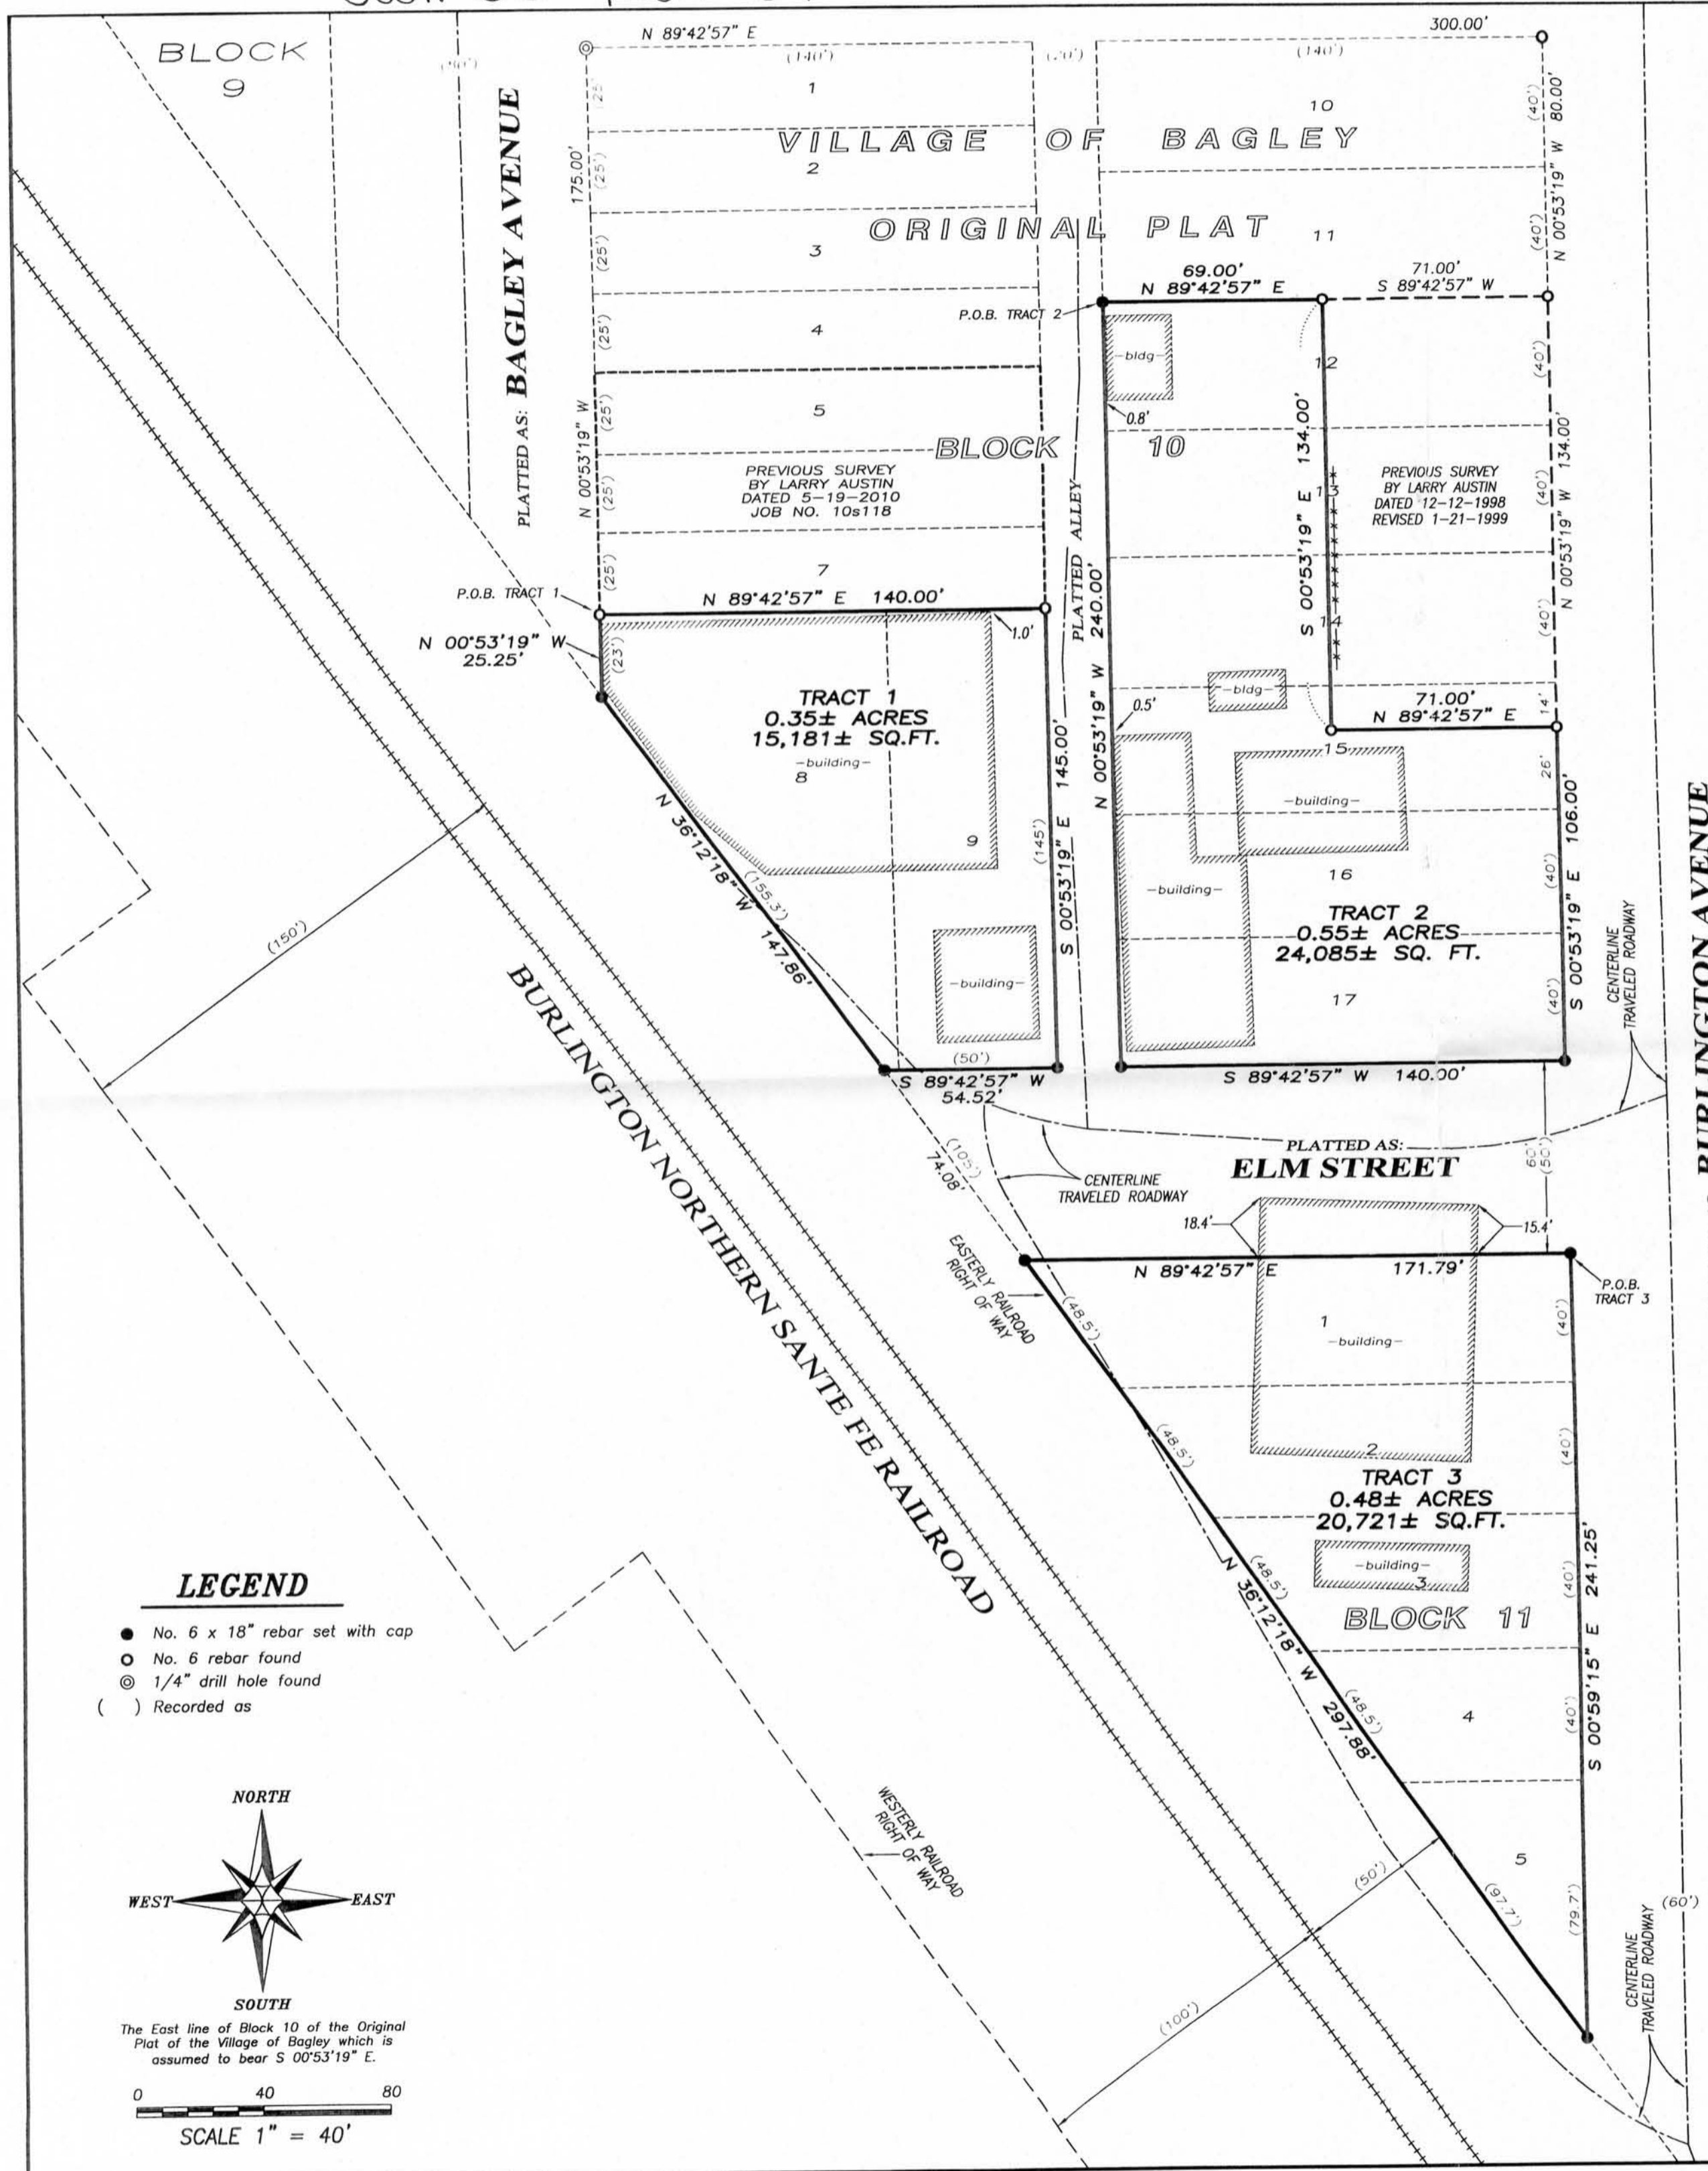 BLOCK
9
(80')
N 89°42'57" E
300.00'
(140')
(20')
(140')
PLATTED AS: BAGLEY AVENUE
175.00'
N 00°53'19" W
(25')
(25')
(25')
(25')
(25')
(25')
(25')
1
2
3
4
5
7
10
11
VILLAGE OF BAGLEY
ORIGINAL PLAT
BLOCK 10
(40')
(40')
N 00°53'19" W 80.00'
69.00'
N 89°42'57" E
71.00'
S 89°42'57" W
P.O.B. TRACT 2
-bldg-
0.8'
12
13
14
(40')
(40')
(40')
14'
N 00°53'19" W 134.00'
S 00°53'19" E 134.00'
PREVIOUS SURVEY
BY LARRY AUSTIN
DATED 5-19-2010
JOB NO. 10s118
PREVIOUS SURVEY
BY LARRY AUSTIN
DATED 12-12-1998
REVISED 1-21-1999
PLATTED ALLEY
N 00°53'19" W 240.00'
P.O.B. TRACT 1
N 89°42'57" E 140.00'
N 00°53'19" W
25.25'
(23')
1.0'
TRACT 1
0.35± ACRES
15,181± SQ.FT.
-building-
8
9
N 36°12'18" W 147.86'
(155.3')
S 00°53'19" E 145.00'
(145')
-building-
(50')
S 89°42'57" W
54.52'
-bldg-
0.5'
71.00'
N 89°42'57" E
15
-building-
-building-
16
TRACT 2
0.55± ACRES
24,085± SQ. FT.
17
26'
(40')
(40')
S 00°53'19" E 106.00'
S 89°42'57" W 140.00'
CENTERLINE
TRAVELED ROADWAY
BURLINGTON AVENUE
(150')
BURLINGTON NORTHERN SANTE FE RAILROAD
(105')
74.08'
CENTERLINE
TRAVELED ROADWAY
PLATTED AS:
ELM STREET
60'
(50')
18.4'
15.4'
N 89°42'57" E 171.79'
P.O.B.
TRACT 3
EASTERLY RAILROAD
RIGHT OF WAY
(48.5')
(48.5')
(48.5')
(48.5')
(97.7')
N 36°12'18" W 297.88'
1
-building-
2
TRACT 3
0.48± ACRES
20,721± SQ.FT.
-building-
3
BLOCK 11
4
5
(40')
(40')
(40')
(40')
(79.7')
S 00°59'15" E 241.25'
(60')
CENTERLINE
TRAVELED ROADWAY
(50')
(100')
WESTERLY RAILROAD
RIGHT OF WAY
LEGEND
No. 6 x 18" rebar set with cap
No. 6 rebar found
1/4" drill hole found
( ) Recorded as
NORTH
WEST
EAST
SOUTH
The East line of Block 10 of the Original
Plat of the Village of Bagley which is
assumed to bear S 00°53'19" E.
0 40 80
SCALE 1" = 40'